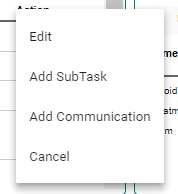 Action
Edit
Add SubTask
Add Communication
Cancel